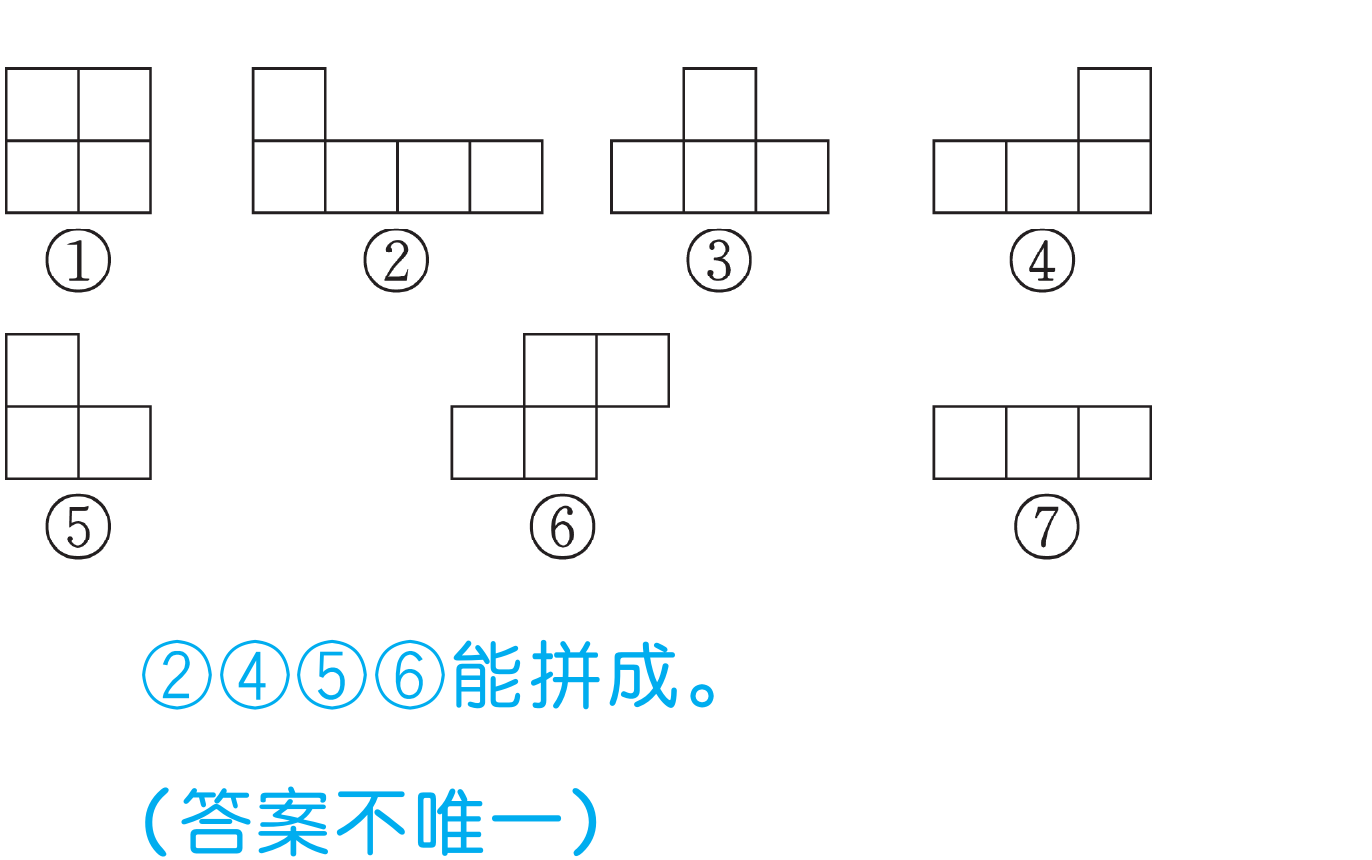 ① ② ③ ④
⑤ ⑥ ⑦
②④⑤⑥能拼成。
(答案不唯一)